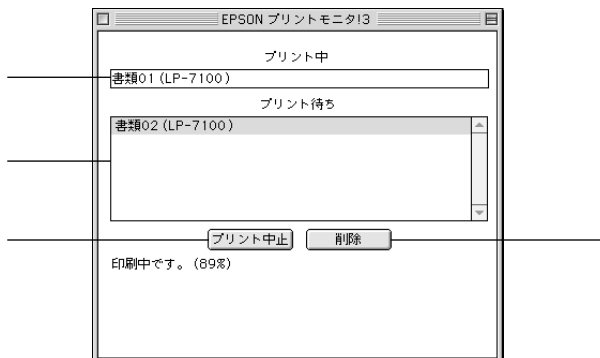 EPSON プリントモニタ!3
プリント中
書類01 (LP-7100)
プリント待ち
書類02 (LP-7100)
プリント中止
削除
印刷中です。 (89%)